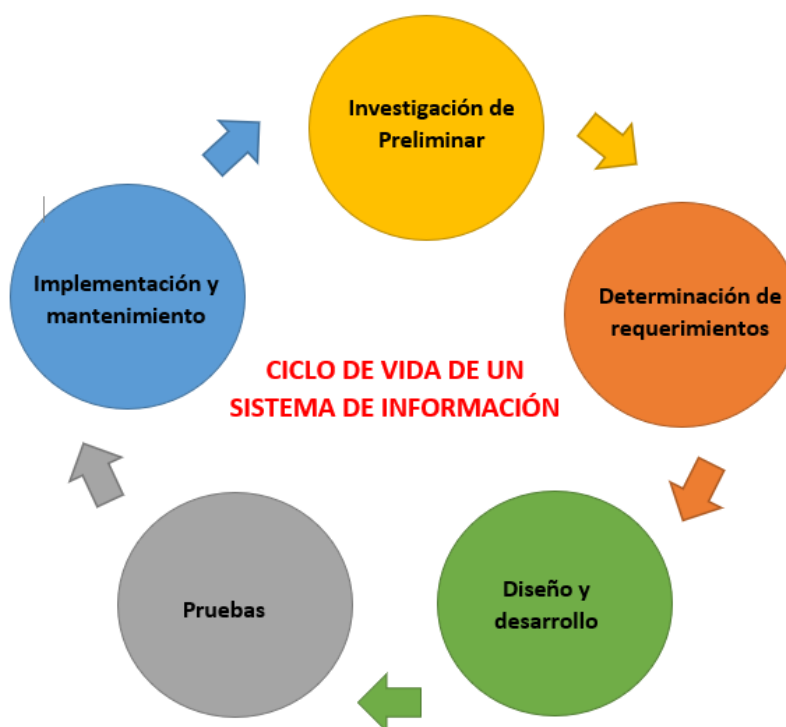 Investigación de
Preliminar
Determinación de
requerimientos
Diseño y
desarrollo
Pruebas
Implementación y
mantenimiento
CICLO DE VIDA DE UN
SISTEMA DE INFORMACIÓN